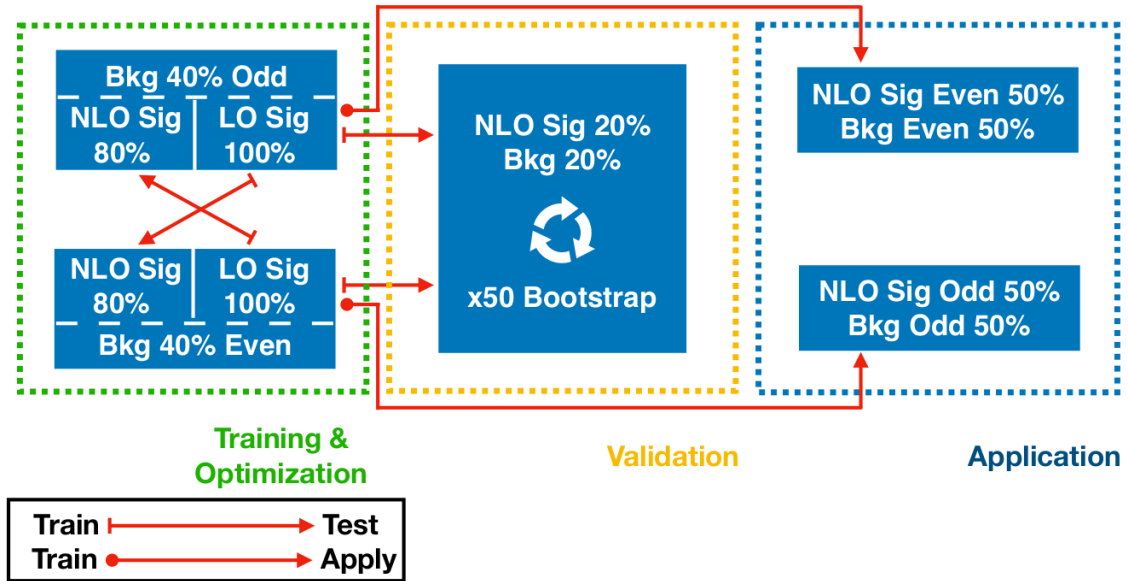 Bkg 40% Odd
NLO Sig
80%
LO Sig
100%
NLO Sig
80%
LO Sig
100%
Bkg 40% Even
Training &
Optimization
NLO Sig 20%
Bkg 20%
x50 Bootstrap
Validation
NLO Sig Even 50%
Bkg Even 50%
NLO Sig Odd 50%
Bkg Odd 50%
Application
Train Test
Train Apply